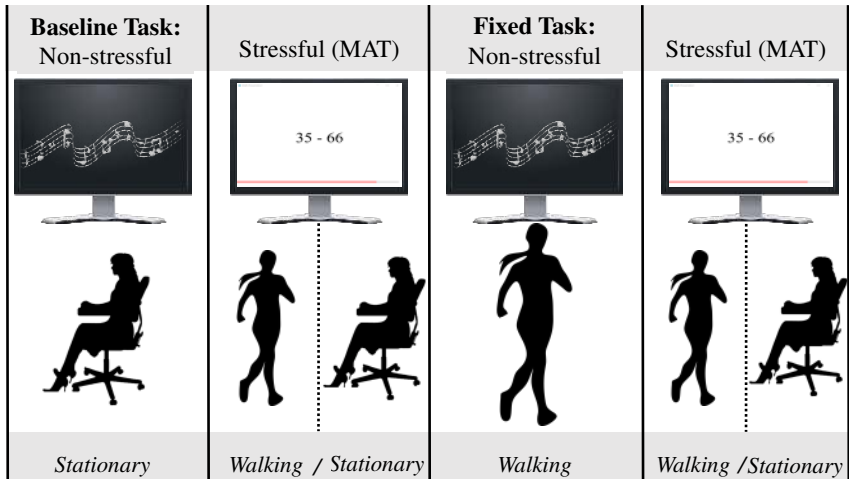 Baseline Task:
Non-stressful
Stressful (MAT)
Fixed Task:
Non-stressful
Stressful (MAT)
35 - 66
35 - 66
Stationary
Walking / Stationary
Walking
Walking /Stationary